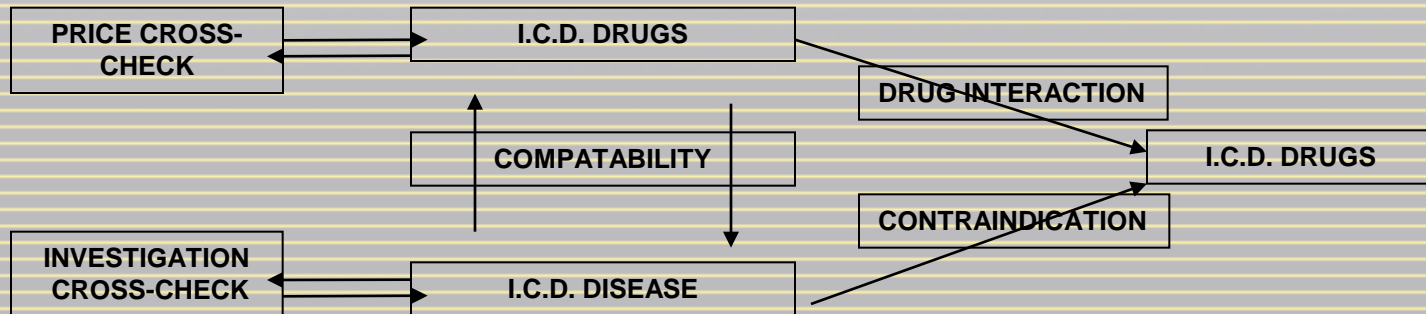 PRICE CROSS-
CHECK
I.C.D. DRUGS
DRUG INTERACTION
COMPATABILITY
I.C.D. DRUGS
CONTRAINDICATION
INVESTIGATION
CROSS-CHECK
I.C.D. DISEASE